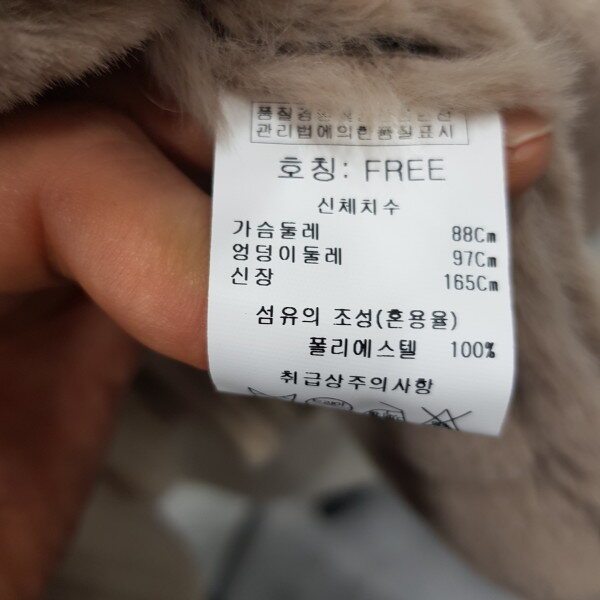 관리법에의한품질표시
호칭: FREE
신체치수
가슴둘레 88Cm
엉덩이둘레 97Cm
신장 165Cm
섬유의 조성(혼용율)
폴리에스텔 100%
취급상주의사항